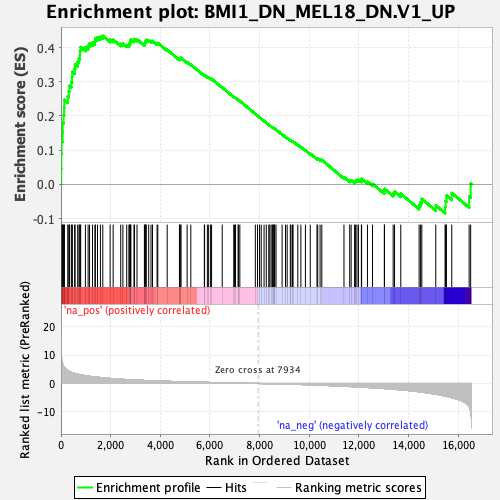 Enrichment plot: BMI1_DN_MEL18_DN.V1_UP
Enrichment score (ES)
0.4
0.3
0.2
0.1
0.0
-0.1
'na_pos' (positively correlated)
Ranked list metric (PreRanked)
20
10
0
-10
Zero cross at 7934
'na_neg' (negatively correlated)
0
2,000
4,000
6,000
8,000
10,000
12,000
14,000
16,000
Rank in Ordered Dataset
Enrichment profile
Hits
Ranking metric scores